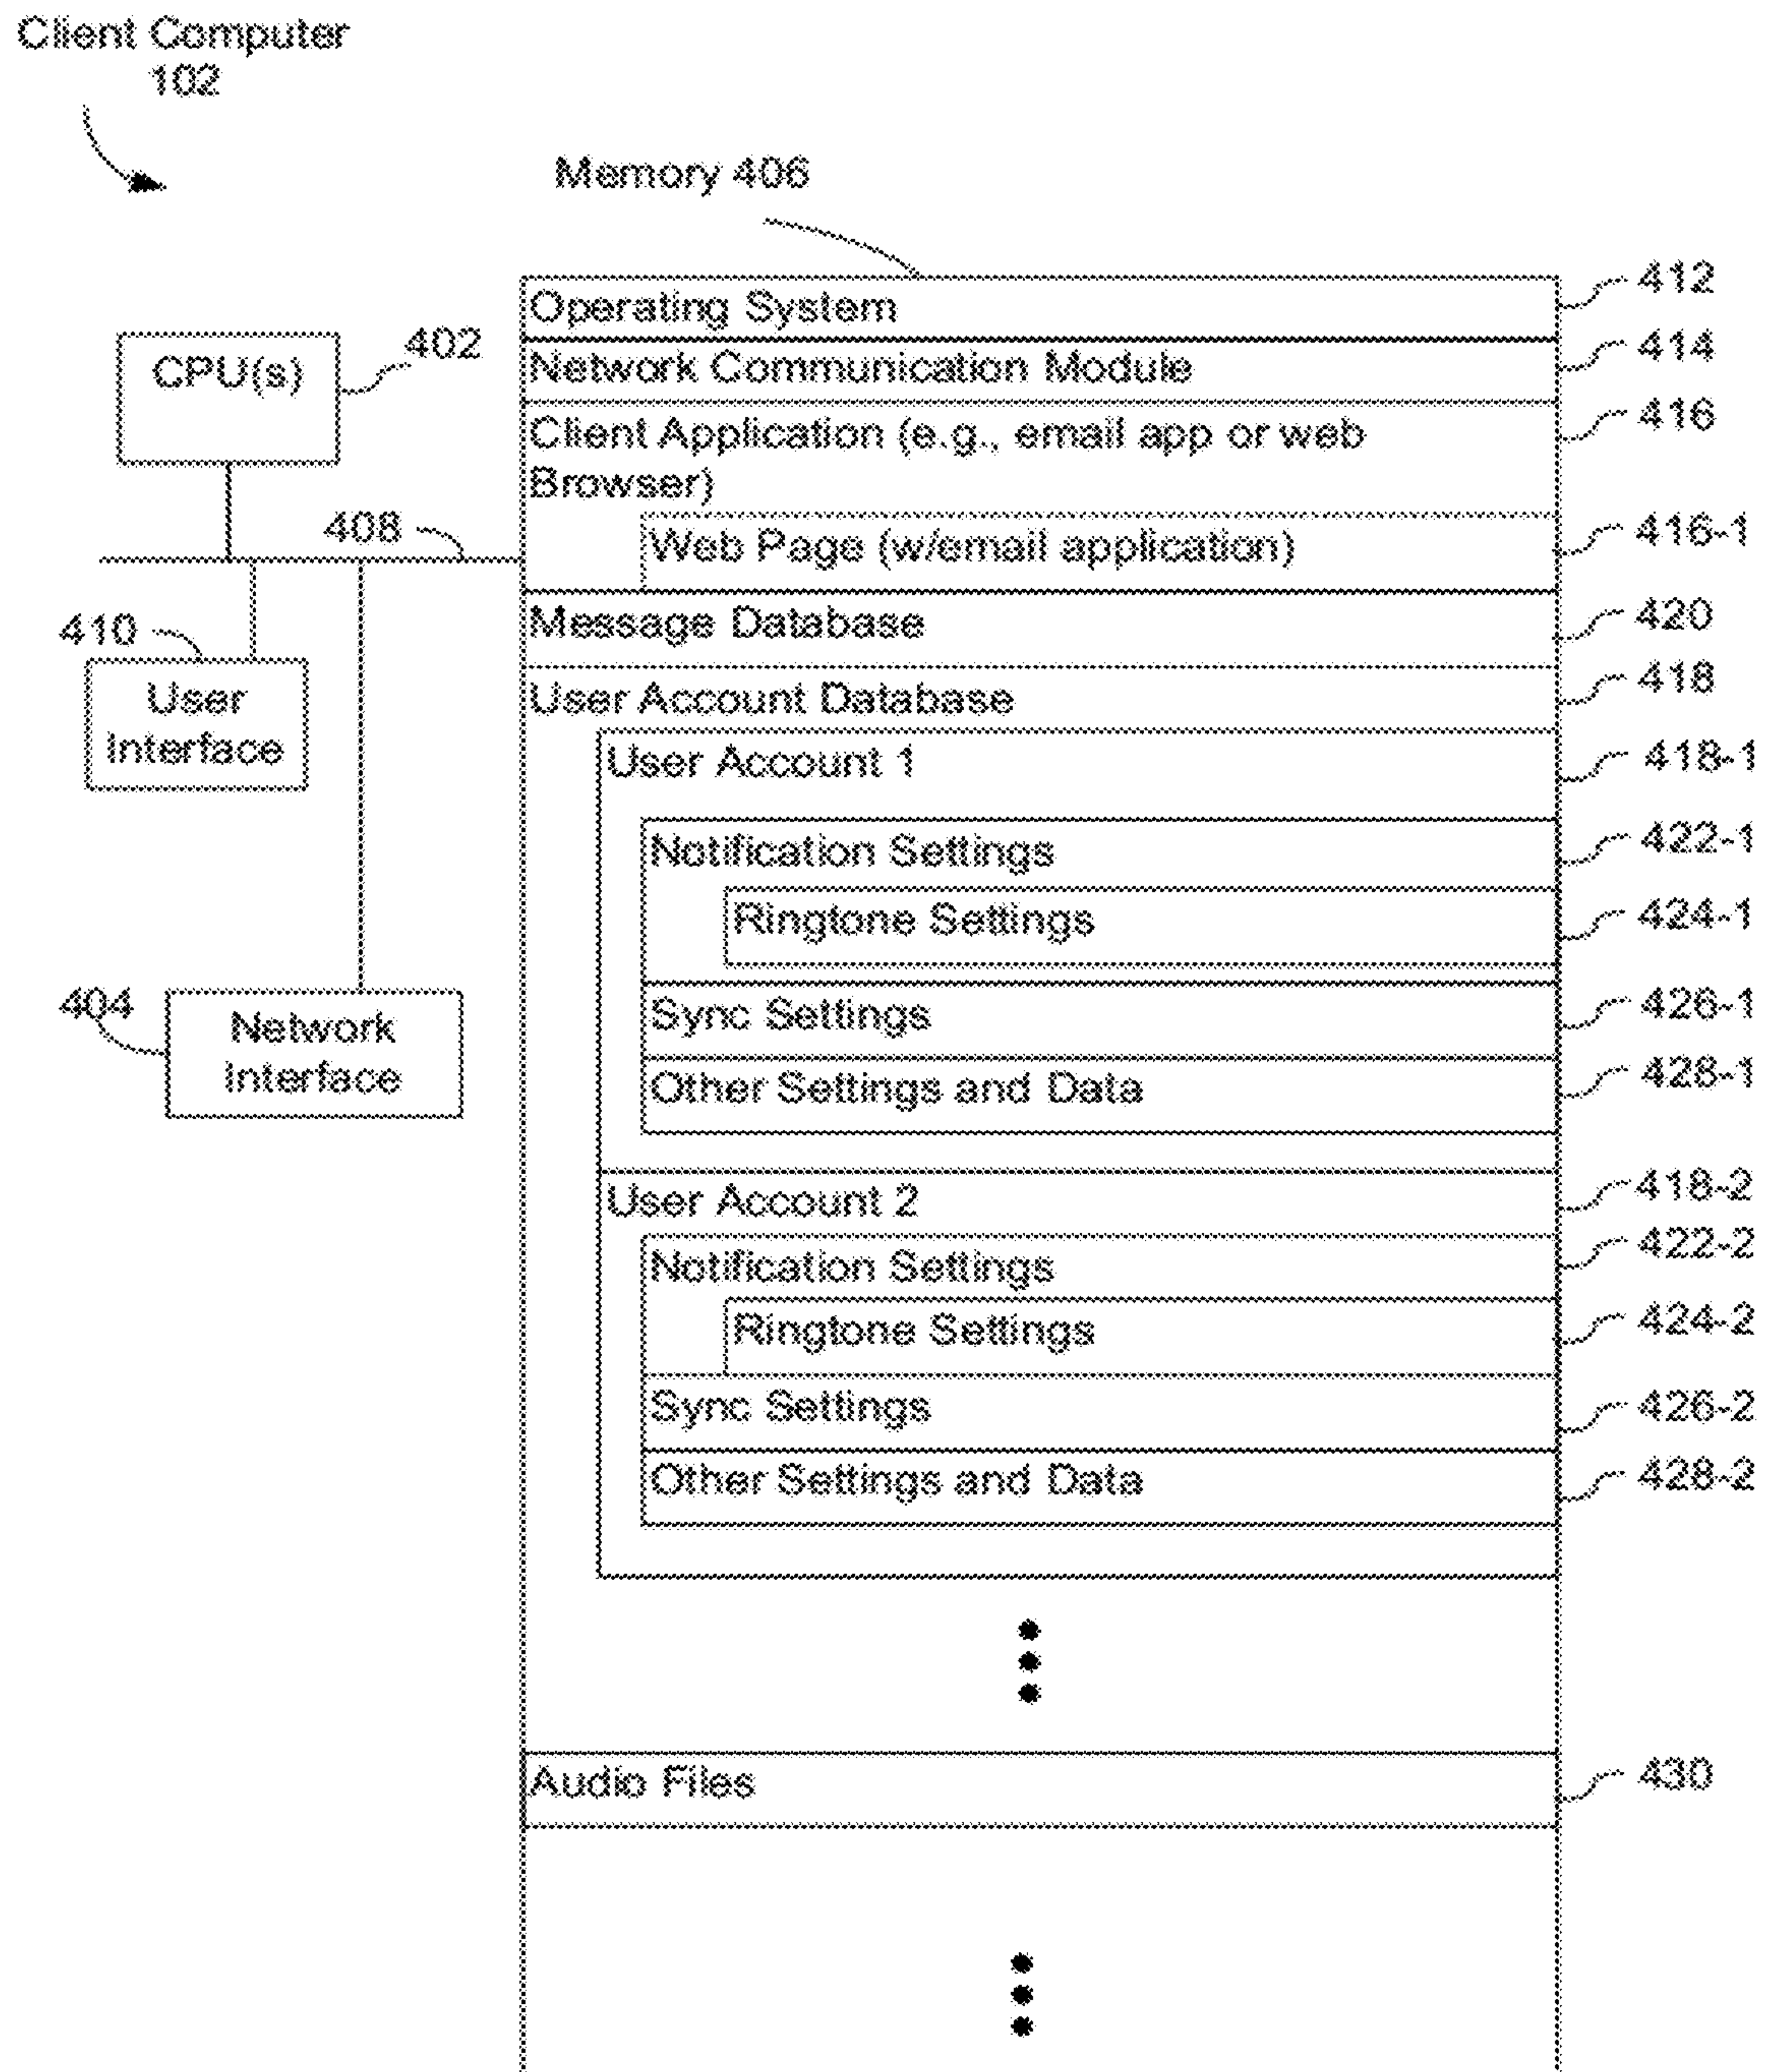 Client Computer
102
Memory 406
412
Operating System
402
CPU(s)
414
Network Communication Module
416
Client Application (e.g., email app or web
Browser)
408
416-1
Web Page (w/email application)
410
420
Message Database
418
User Account Database
User
Interface
418-1
User Account 1
422-1
Notification Settings
424-1
Ringtone Settings
404
426-1
Sync Settings
Network
Interface
428-1
Other Settings and Data
418-2
User Account 2
422-2
Notification Settings
424-2
Ringtone Settings
426-2
Sync Settings
428-2
Other Settings and Data
430
Audio Files